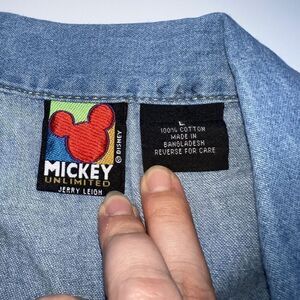 © DISNEY
MICKEY
UNLIMITED
JERRY LEIGH
L
100% COTTON
MADE IN
BANGLADESH
REVERSE FOR CARE